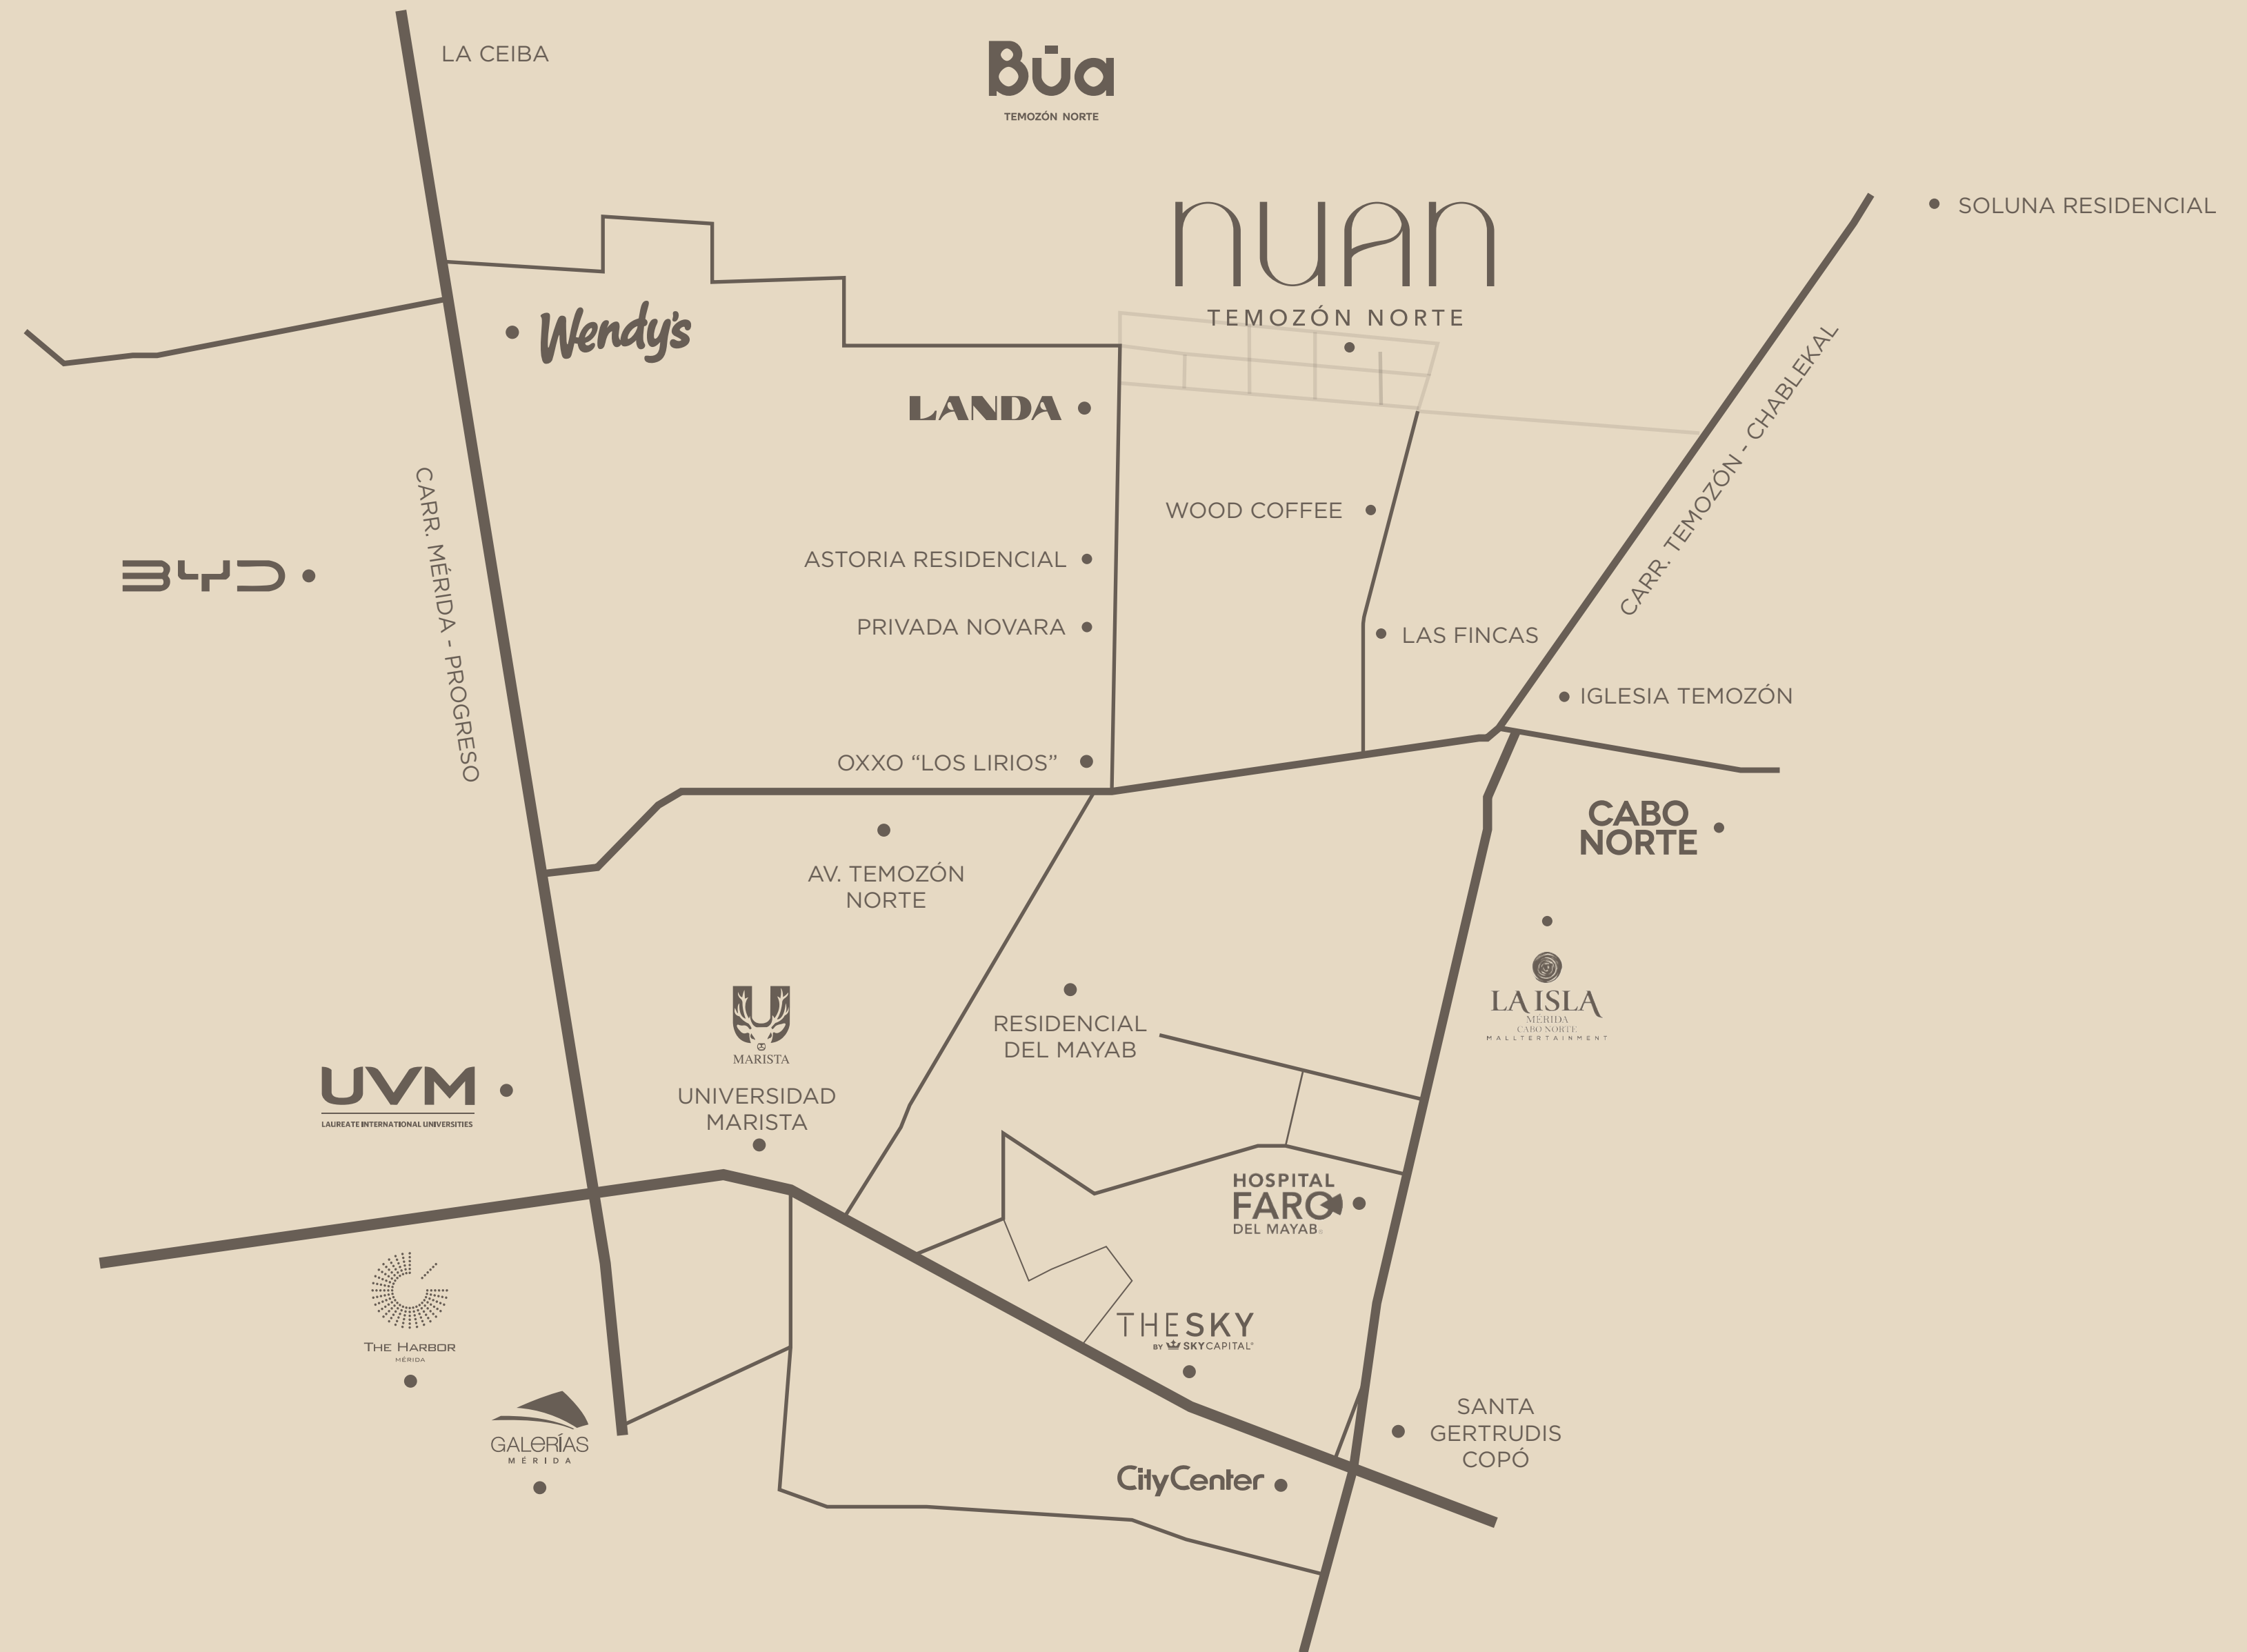 LA CEIBA
Būa
TEMOZÓN NORTE
nuan
TEMOZÓN NORTE
SOLUNA RESIDENCIAL
Wendy's
LANDA
CARR. TEMOZÓN - CHABLEKAL
WOOD COFFEE
CARR. MÉRIDA - PROGRESO
ASTORIA RESIDENCIAL
BYD
PRIVADA NOVARA
LAS FINCAS
IGLESIA TEMOZÓN
OXXO “LOS LIRIOS”
CABO
NORTE
AV. TEMOZÓN
NORTE
LA ISLA
MÉRIDA
CABO NORTE
MALLTERTAINMENT
U
MARISTA
UNIVERSIDAD
MARISTA
RESIDENCIAL
DEL MAYAB
UVM
LAUREATE INTERNATIONAL UNIVERSITIES
HOSPITAL
FARO
DEL MAYAB
THE HARBOR
MÉRIDA
THE SKY
BY SKYCAPITAL
GALERÍAS
MÉRIDA
SANTA
GERTRUDIS
COPÓ
CityCenter